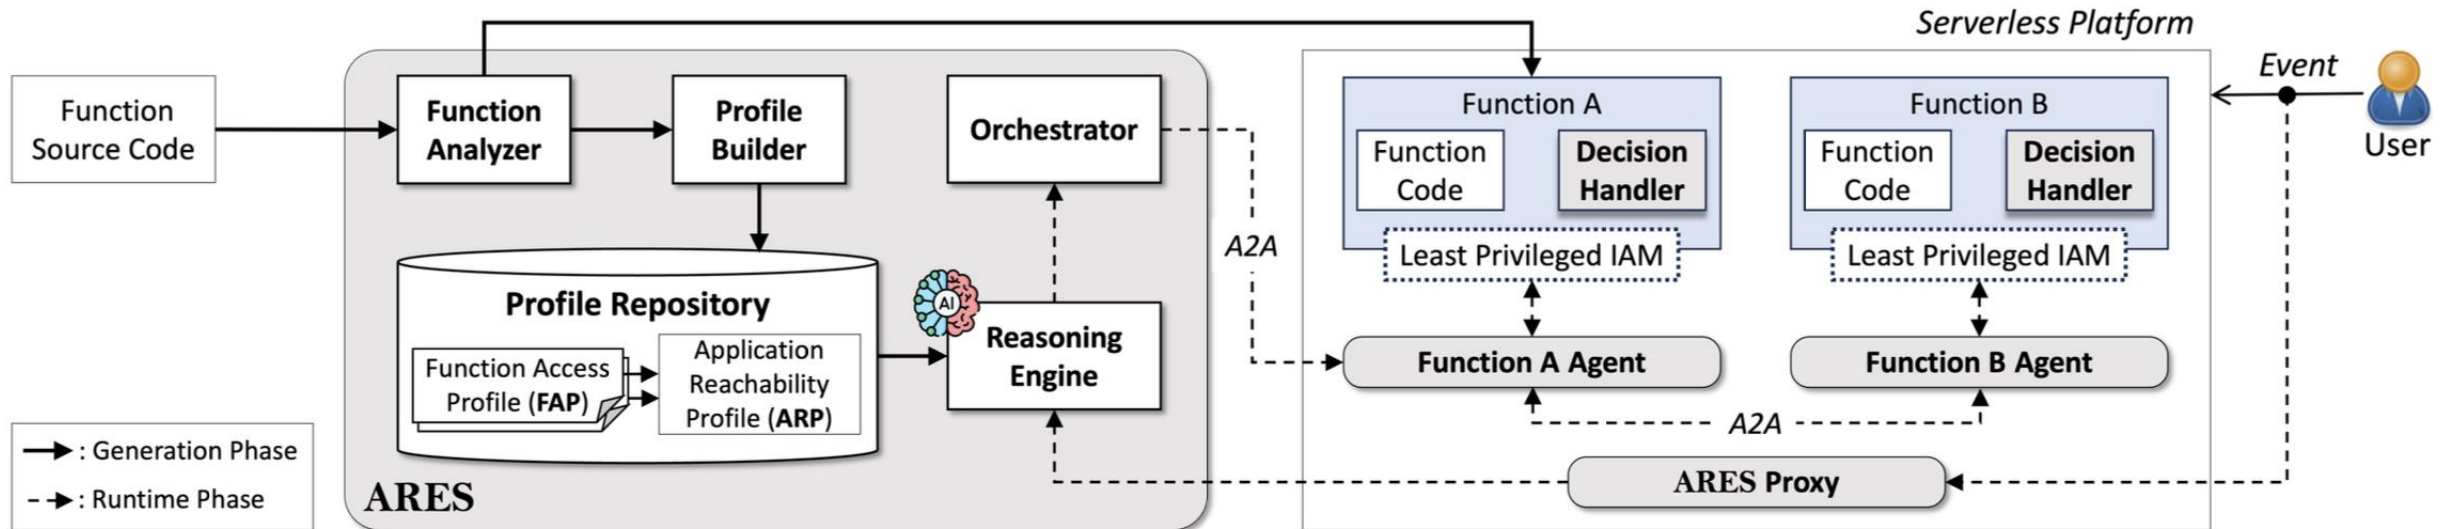 Serverless Platform
Event
User
Function
Source Code
Function
Analyzer
Profile
Builder
Orchestrator
Profile Repository
Function Access
Profile (FAP)
Application
Reachability
Profile (ARP)
AI
Reasoning
Engine
ARES
A2A
Function A
Function
Code
Decision
Handler
Least Privileged IAM
Function A Agent
Function B
Function
Code
Decision
Handler
Least Privileged IAM
Function B Agent
A2A
ARES Proxy
: Generation Phase
: Runtime Phase